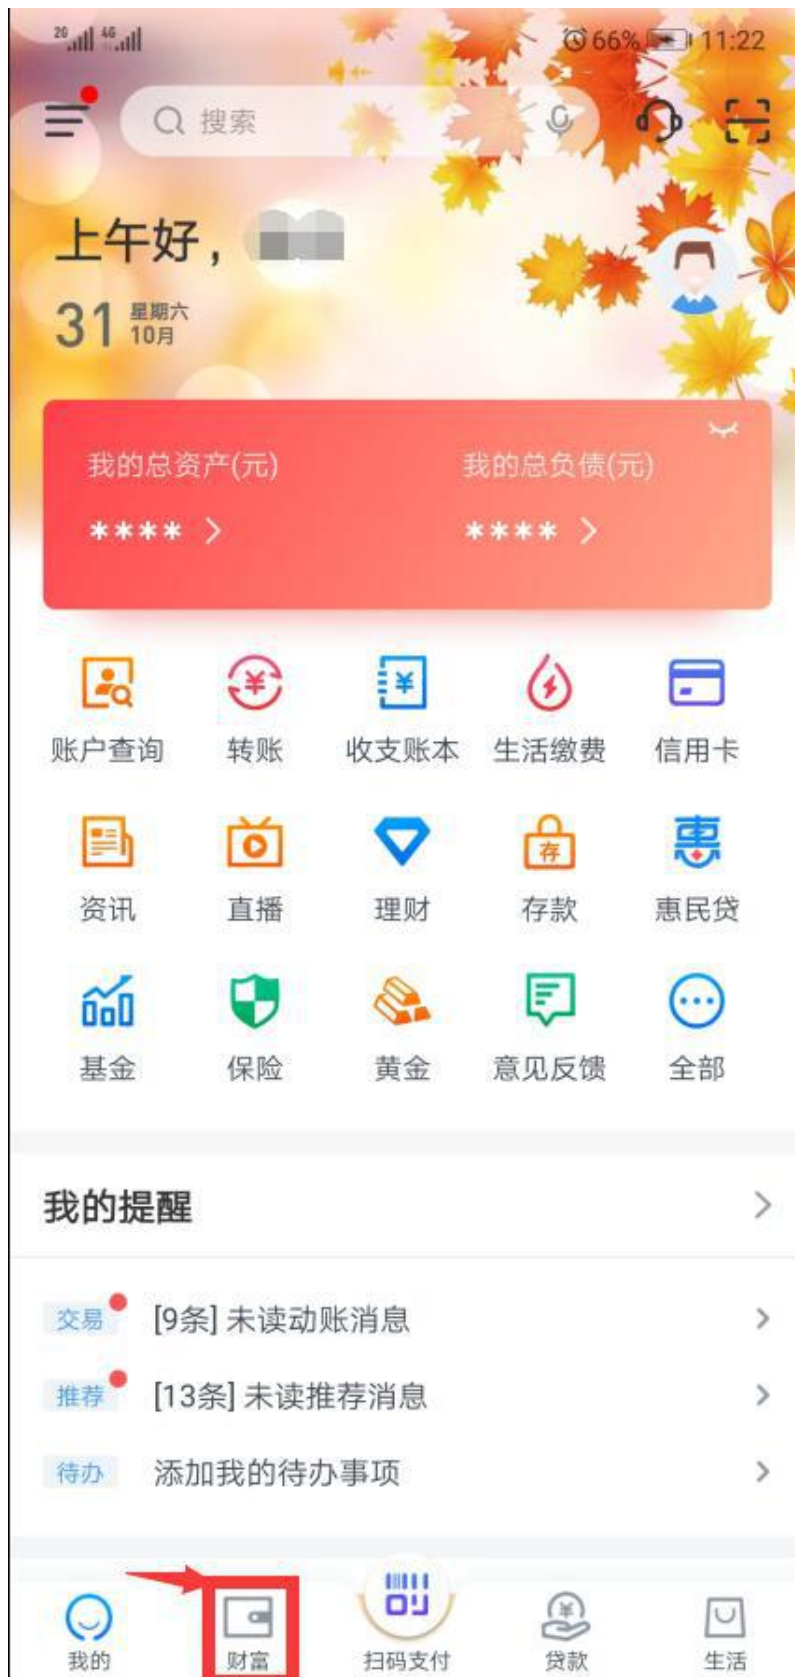 2G 4G 66% 11:22
搜索
上午好，
31 星期六
10月
我的总资产(元) 我的总负债(元)
**** ****
账户查询 转账 收支账本 生活缴费 信用卡
存 惠
资讯 直播 理财 存款 惠民贷
基金 保险 黄金 意见反馈 全部
我的提醒
交易 [9条] 未读动账消息
推荐 [13条] 未读推荐消息
待办 添加我的待办事项
我的 财富 扫码支付 贷款 生活